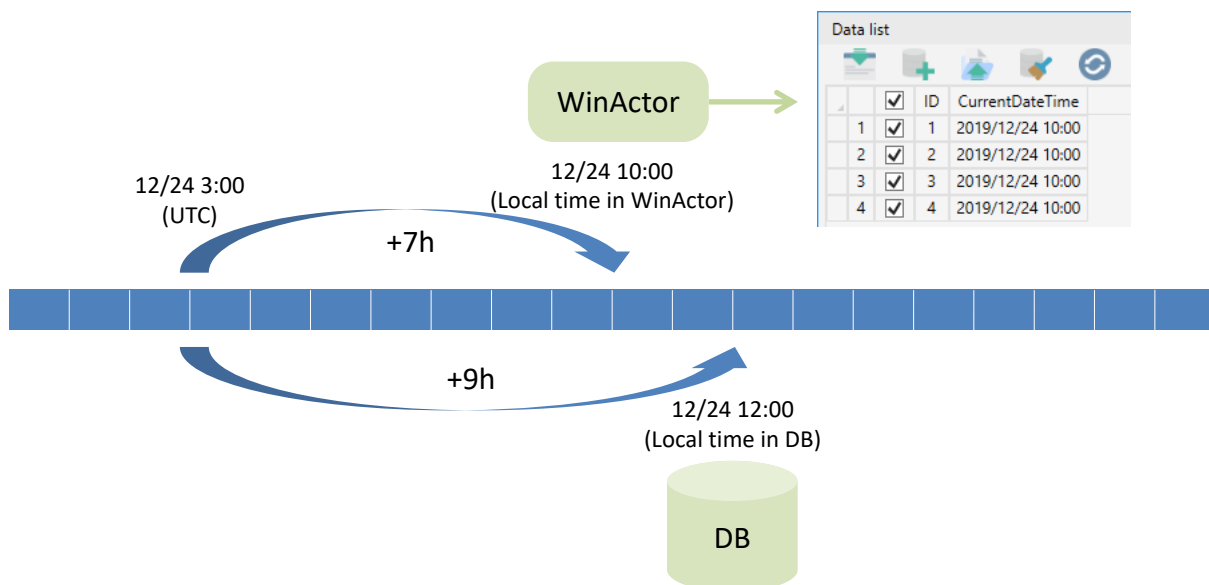 Data list
ID CurrentDateTime
1 1 2019/12/24 10:00
2 2 2019/12/24 10:00
3 3 2019/12/24 10:00
4 4 2019/12/24 10:00
WinActor
12/24 3:00
(UTC)
12/24 10:00
(Local time in WinActor)
+7h
+9h
12/24 12:00
(Local time in DB)
DB